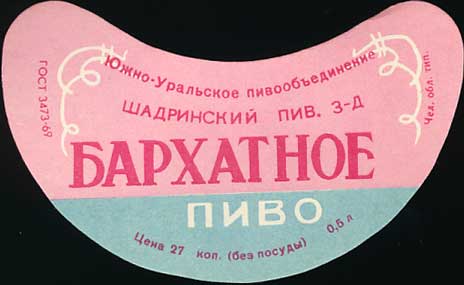 Южно-Уральское пивообъединение
ШАДРИНСКИЙ ПИВ. З-Д
ГОСТ 3473-69
Чел. обл. тип.
БАРХАТНОЕ
ПИВО
Цена 27 коп. (без посуды) 0,5 л